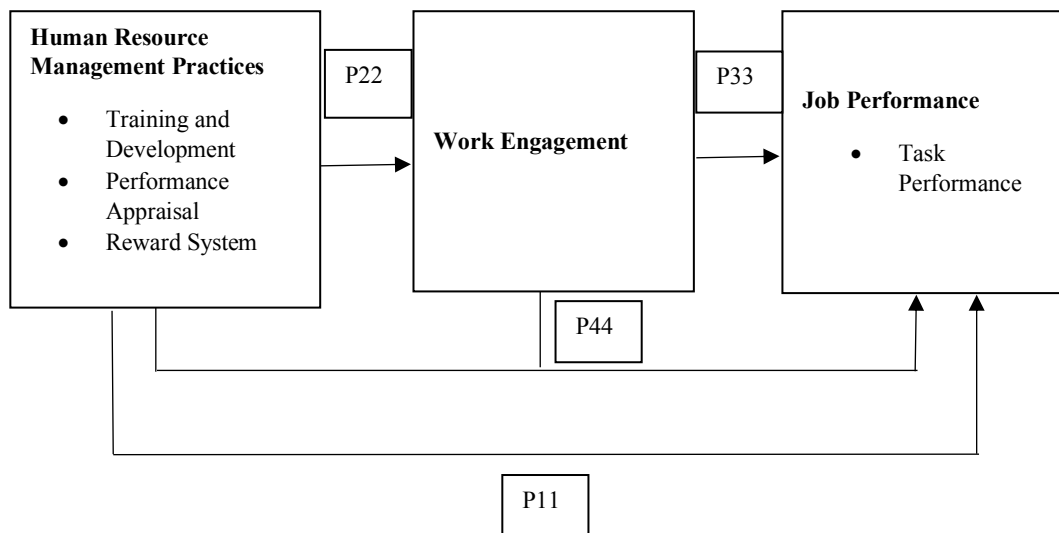 Human Resource
Management Practices
• Training and
Development
• Performance
Appraisal
• Reward System
P22
Work Engagement
P33
Job Performance
• Task
Performance
P44
P11